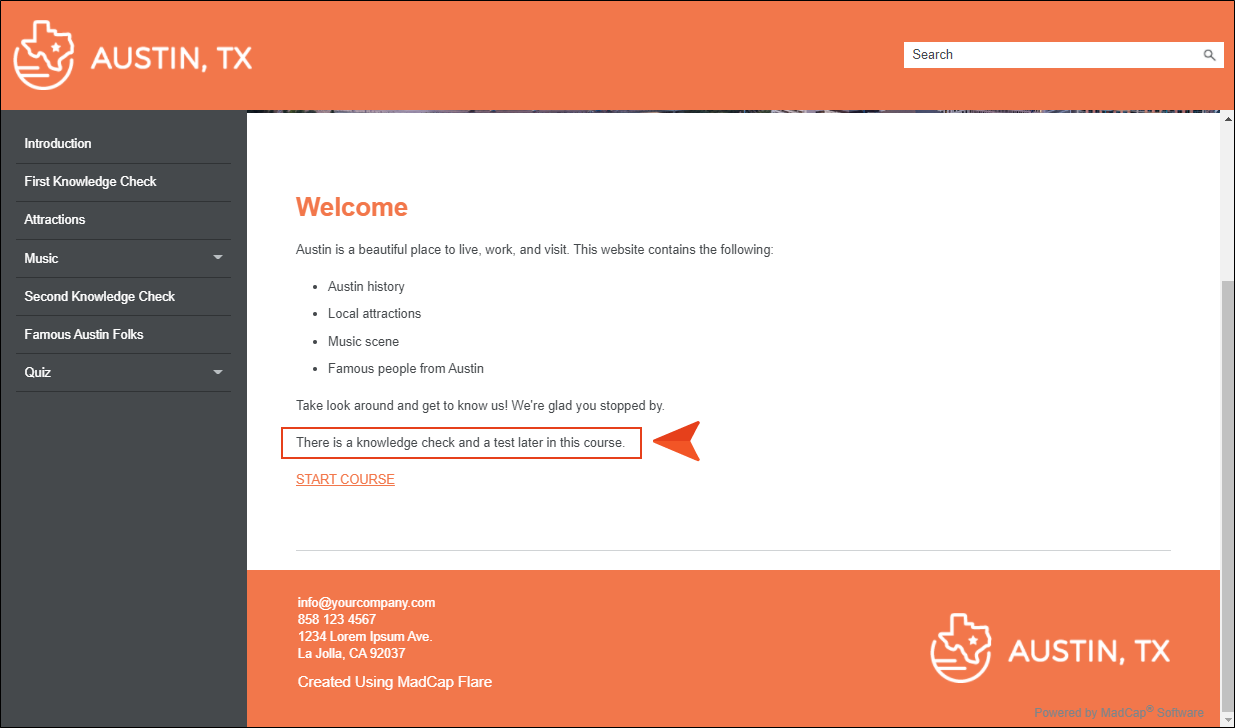 AUSTIN, TX
Search
Introduction
First Knowledge Check
Attractions
Music
Second Knowledge Check
Famous Austin Folks
Quiz
Welcome
Austin is a beautiful place to live, work, and visit. This website contains the following:
• Austin history
• Local attractions
• Music scene
• Famous people from Austin
Take look around and get to know us! We're glad you stopped by.
There is a knowledge check and a test later in this course.
START COURSE
info@yourcompany.com
858 123 4567
1234 Lorem Ipsum Ave.
La Jolla, CA 92037
Created Using MadCap Flare
AUSTIN, TX
Powered by MadCap® Software